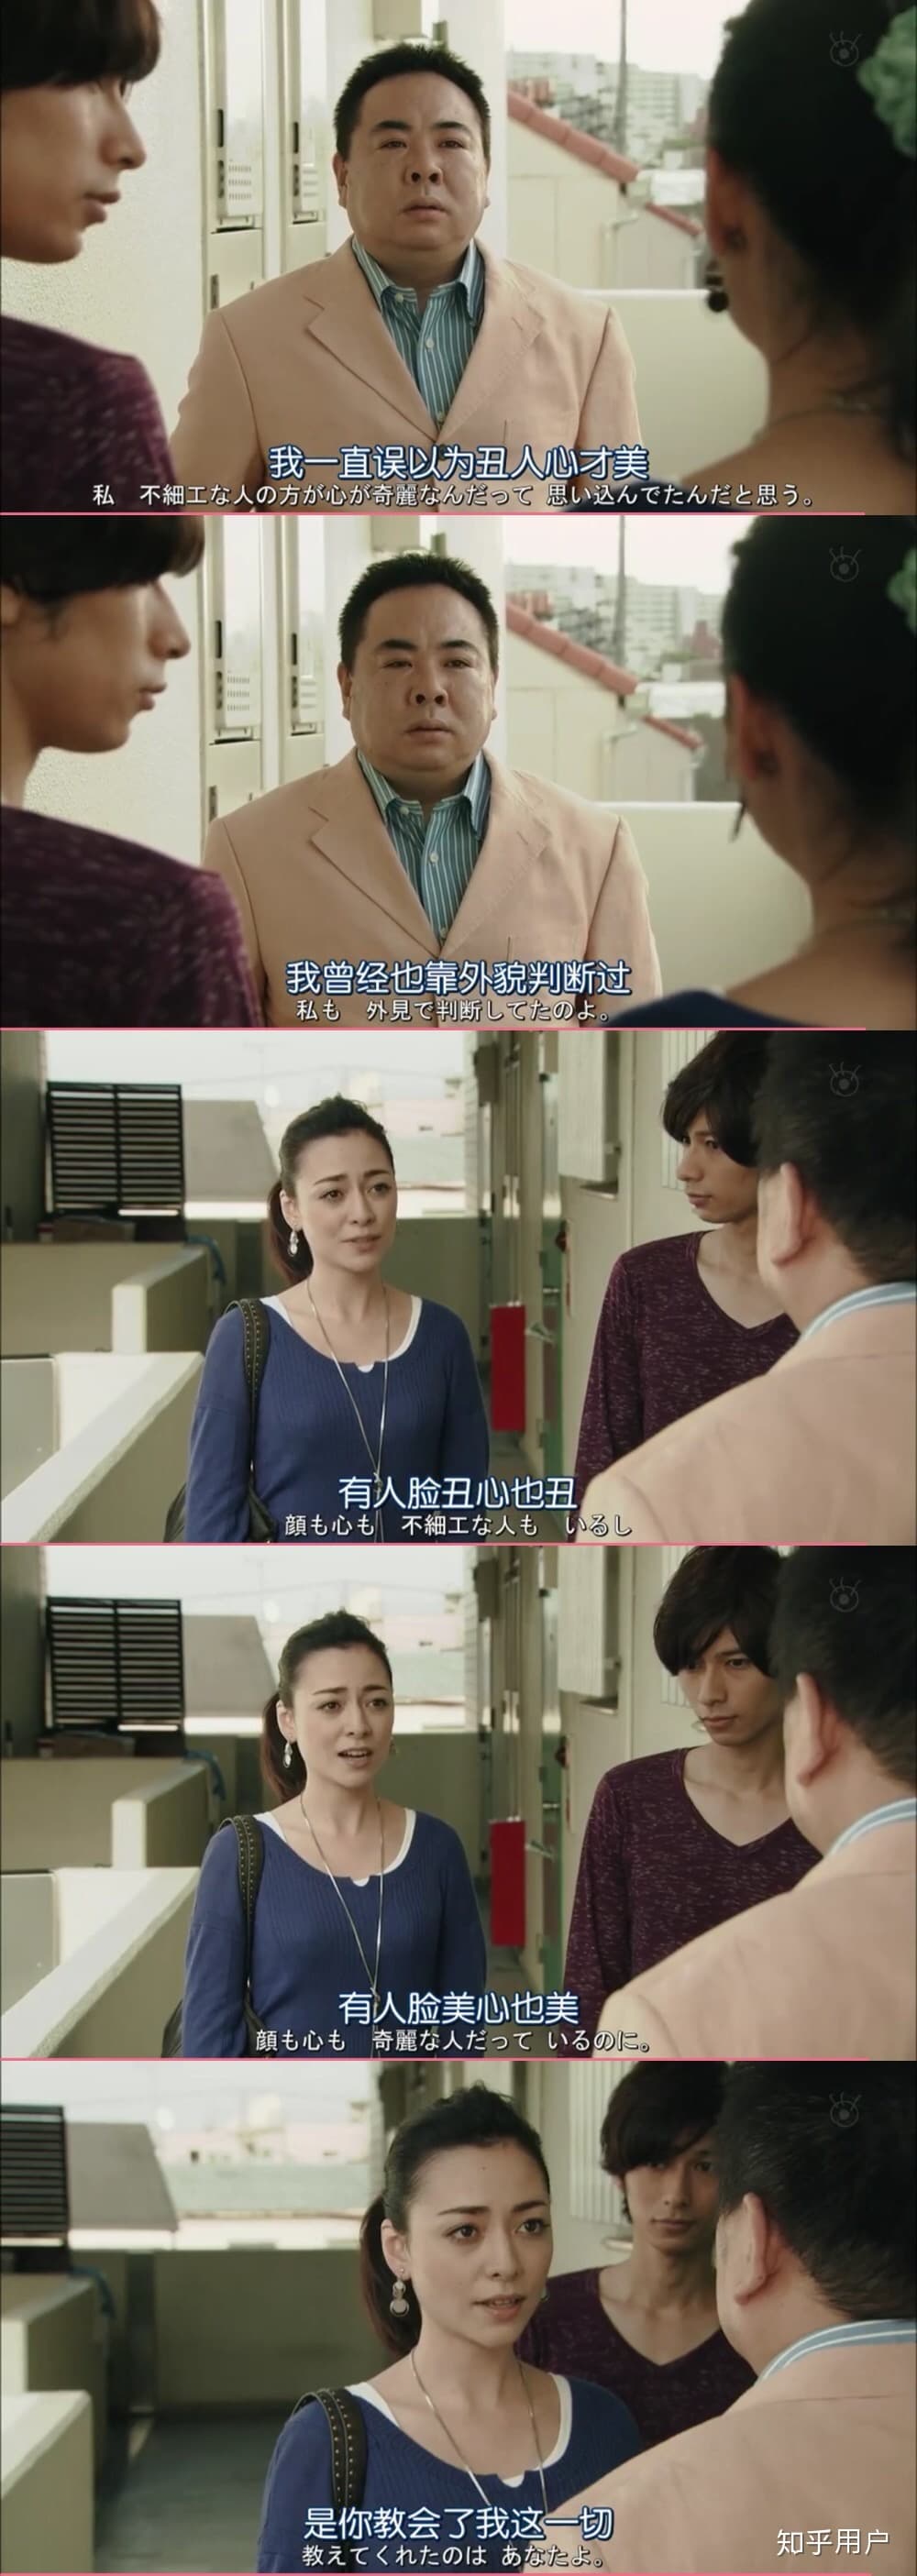 我一直误以为丑人心才美
私　不細工な人の方が心が奇麗なんだって 思い込んでたんだと思う。
我曾经也靠外貌判断过
私も　外見で判断してたのよ。
有人脸丑心也丑
顔も心も　不細工な人も　いるし
有人脸美心也美
顔も心も　奇麗な人だって いるのに。
是你教会了我这一切
教えてくれたのは あなたよ。
知乎用户